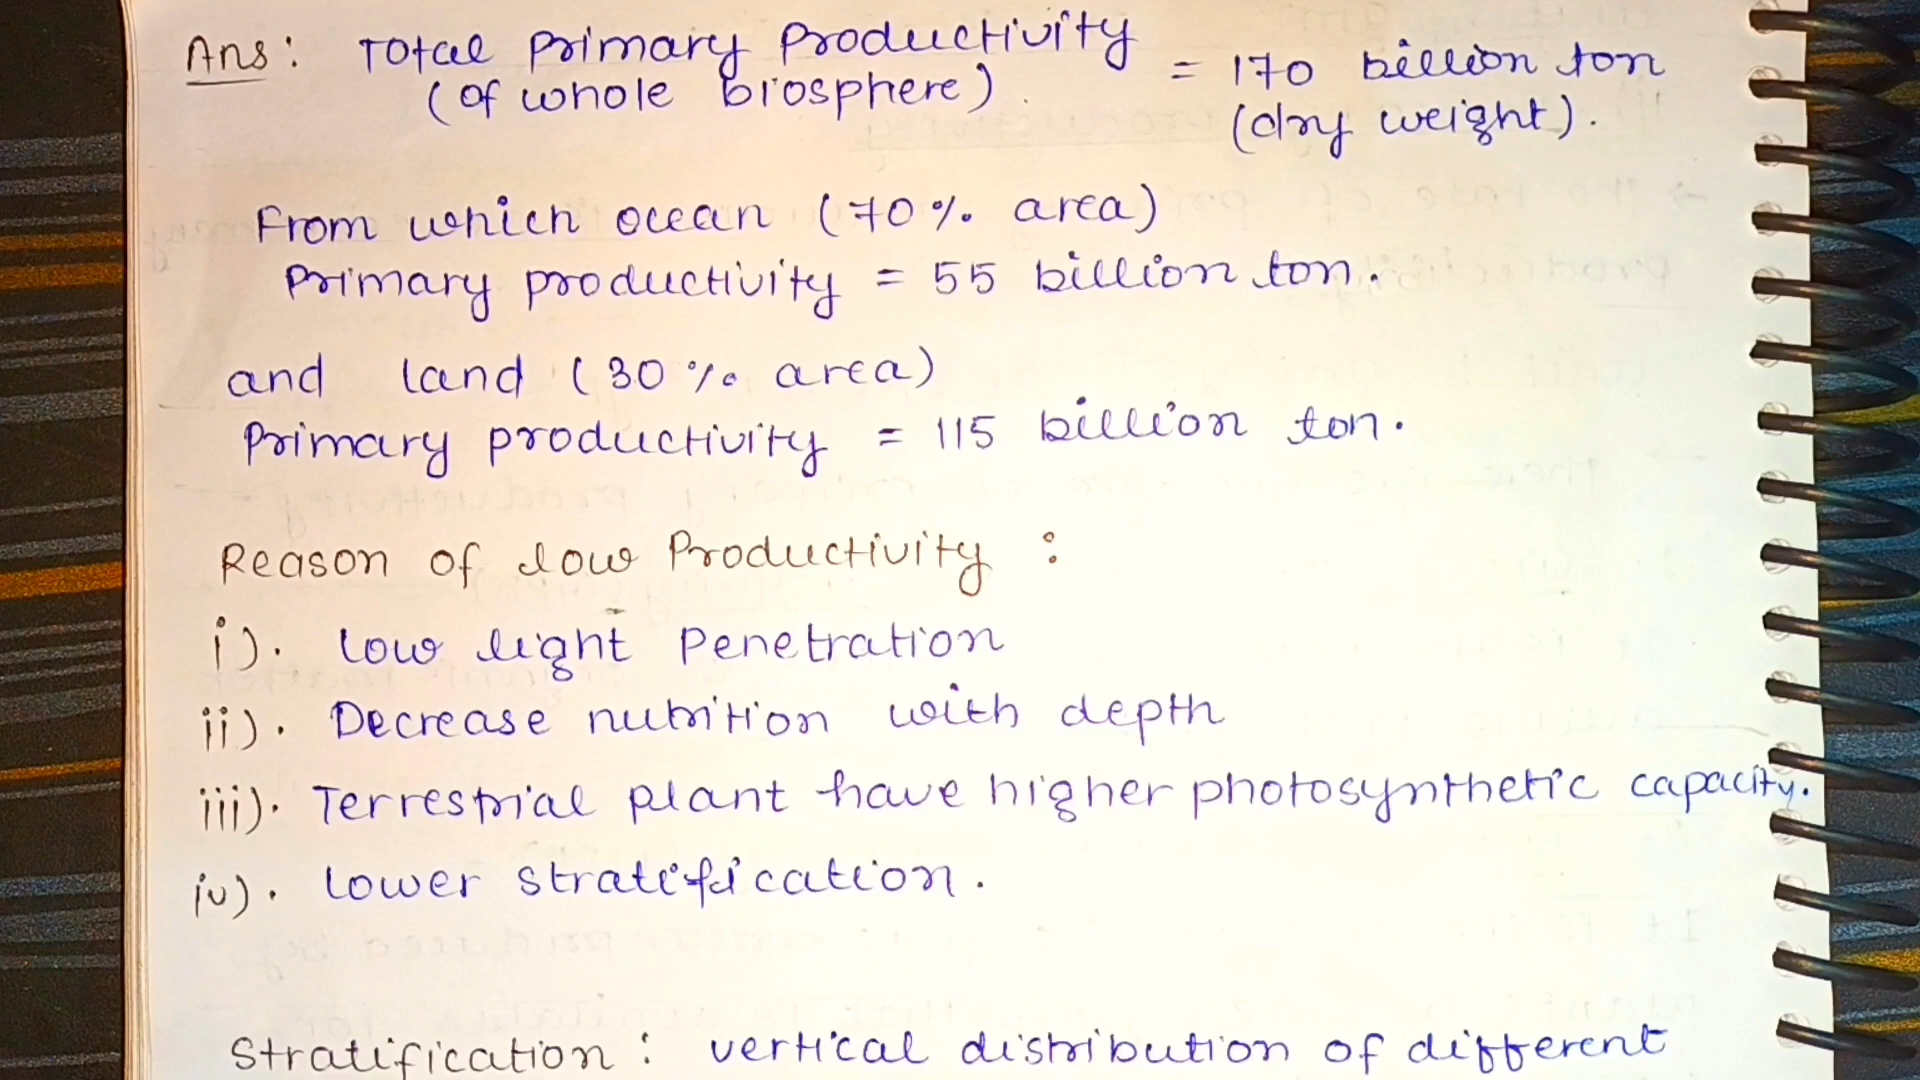 Ans: Total Primary Productivity = 170 billion ton
(of whole biosphere). (dry weight).
From which ocean (70% area)
Primary productivity = 55 billion ton.
and land (30% area)
Primary productivity = 115 billion ton.
Reason of low Productivity :
i). Low light Penetration
ii). Decrease nutrition with depth
iii). Terrestrial plant have higher photosynthetic capacity.
iv). Lower stratification.
Stratification : vertical distribution of different